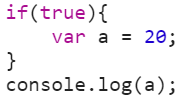 if(true){
    var a = 20;
}
console.log(a);